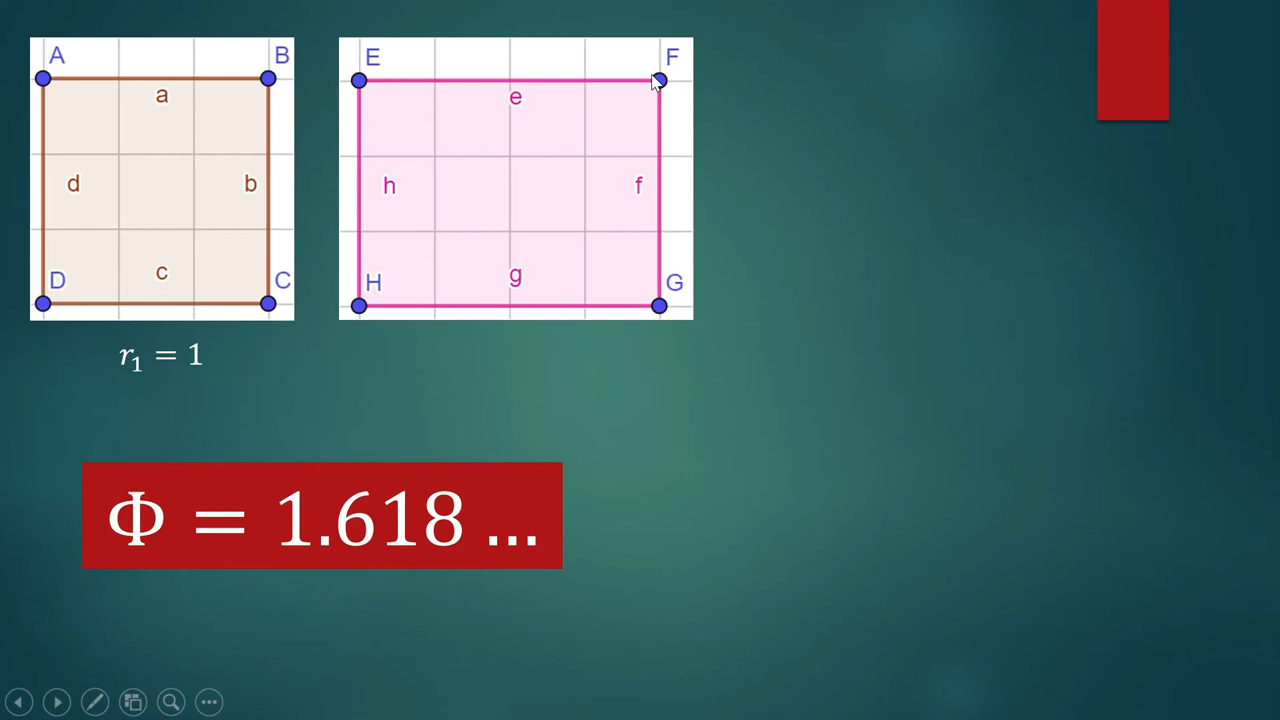 A B
a
d b
c
D C
E F
e
h f
g
H G
r₁ = 1
Φ = 1.618 ...